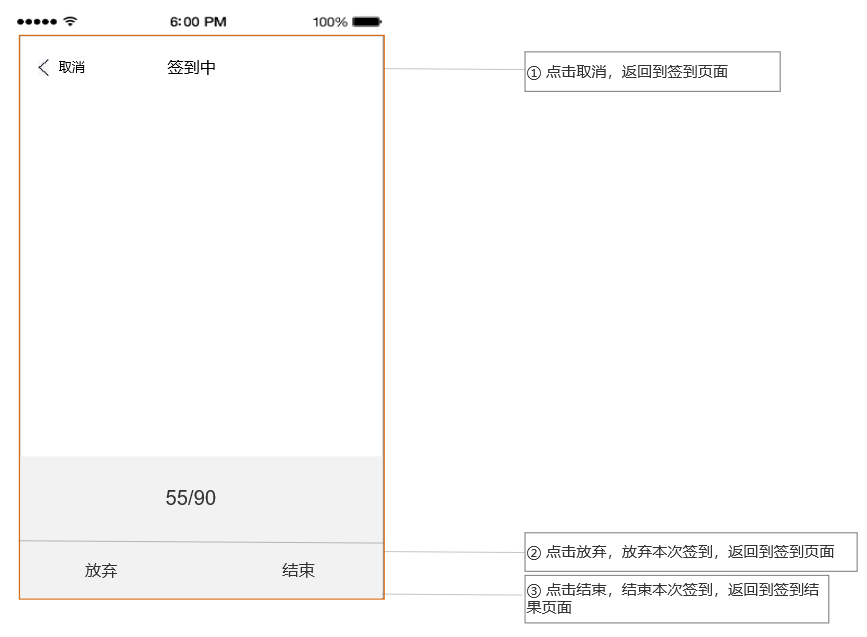 6:00 PM
100%
取消
签到中
① 点击取消，返回到签到页面
55/90
放弃
结束
② 点击放弃，放弃本次签到，返回到签到页面
③ 点击结束，结束本次签到，返回到签到结
果页面